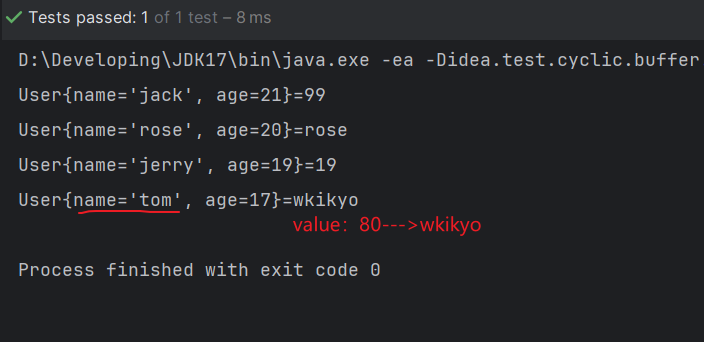 Tests passed: 1 of 1 test – 8 ms
D:\Developing\JDK17\bin\java.exe -ea -Didea.test.cyclic.buffer
User{name='jack', age=21}=99
User{name='rose', age=20}=rose
User{name='jerry', age=19}=19
User{name='tom', age=17}=wkikyo
value：80--->wkikyo
Process finished with exit code 0